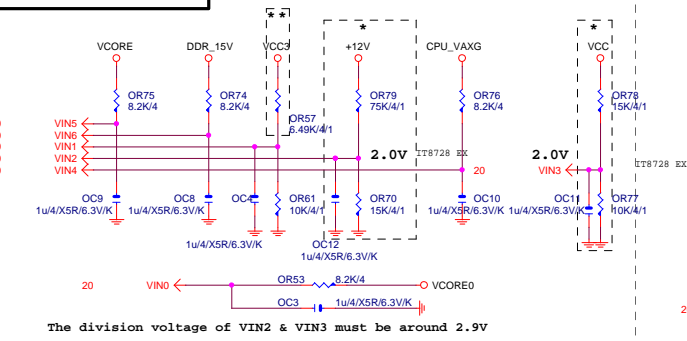 **
*
*
VCORE
DDR_15V
VCC3
+12V
CPU_VAXG
VCC
OR75
8.2K/4
OR74
8.2K/4
OR57
6.49K/4/1
OR79
75K/4/1
OR76
8.2K/4
OR78
15K/4/1
VIN5
VIN6
VIN1
VIN2
VIN4
2.0V
IT8728 EX
20
2.0V
VIN3
IT8728 EX
OC9
1u/4/X5R/6.3V/K
OC8
1u/4/X5R/6.3V/K
OC4
OR61
10K/4/1
OC12
1u/4/X5R/6.3V/K
OR70
15K/4/1
OC10
1u/4/X5R/6.3V/K
OC11
1u/4/X5R/6.3V/K
OR77
10K/4/1
20
VIN0
OR53
8.2K/4
VCORE0
OC3
1u/4/X5R/6.3V/K
2
The division voltage of VIN2 & VIN3 must be around 2.9V